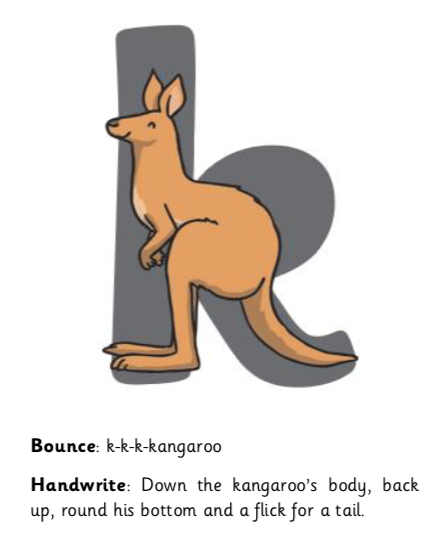 k
Bounce: k-k-k-kangaroo
Handwrite: Down the kangaroo's body, back
up, round his bottom and a flick for a tail.